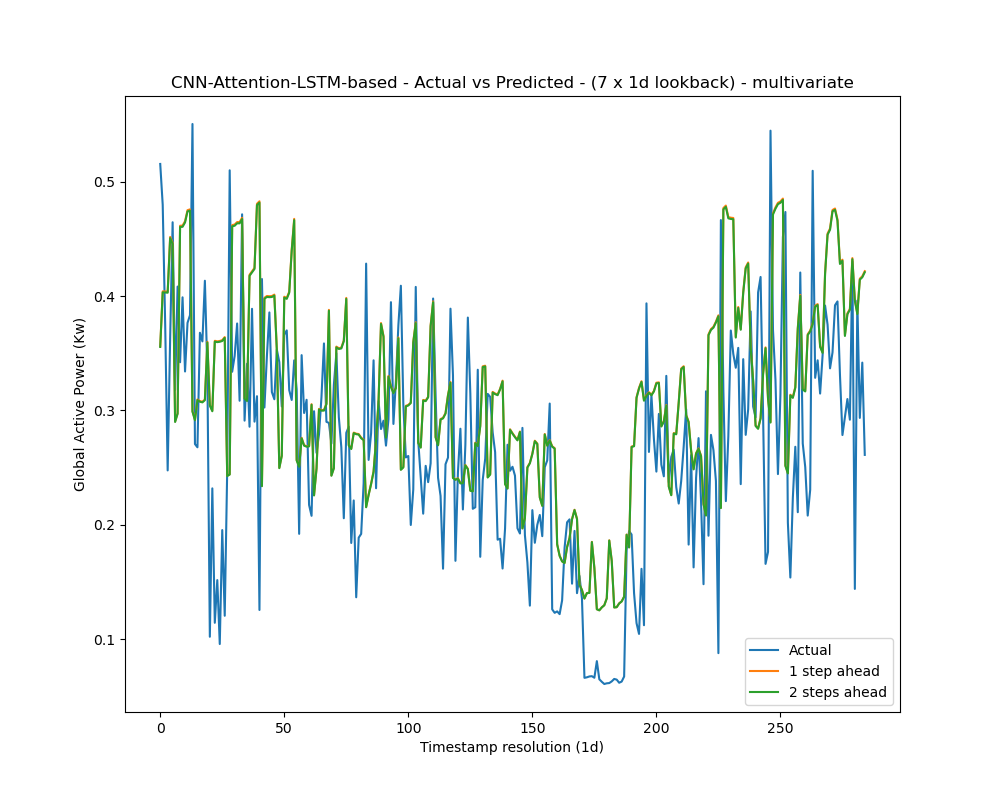 CNN-Attention-LSTM-based - Actual vs Predicted - (7 x 1d lookback) - multivariate
Global Active Power (Kw)
0.5
0.4
0.3
0.2
0.1
Actual
1 step ahead
2 steps ahead
0 50 100 150 200 250
Timestamp resolution (1d)